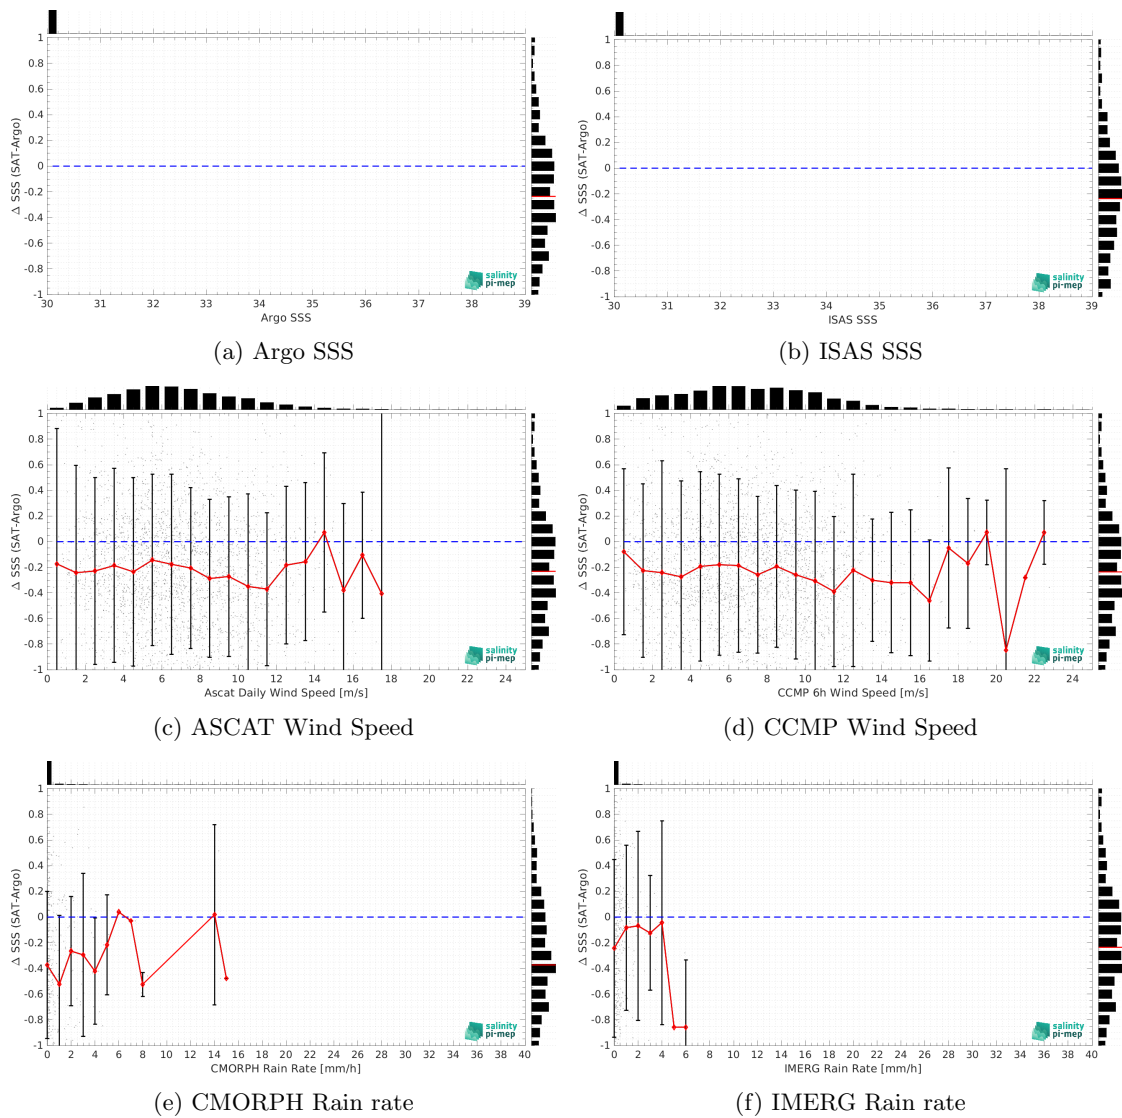 1
0.8
0.6
0.4
0.2
0
-0.2
-0.4
-0.6
-0.8
-1
Δ SSS (SAT-Argo)
30 31 32 33 34 35 36 37 38 39
Argo SSS
salinity
pi-mep
(a) Argo SSS
1
0.8
0.6
0.4
0.2
0
-0.2
-0.4
-0.6
-0.8
-1
Δ SSS (SAT-Argo)
30 31 32 33 34 35 36 37 38 39
ISAS SSS
salinity
pi-mep
(b) ISAS SSS
1
0.8
0.6
0.4
0.2
0
-0.2
-0.4
-0.6
-0.8
-1
Δ SSS (SAT-Argo)
0 2 4 6 8 10 12 14 16 18 20 22 24
Ascat Daily Wind Speed [m/s]
salinity
pi-mep
(c) ASCAT Wind Speed
1
0.8
0.6
0.4
0.2
0
-0.2
-0.4
-0.6
-0.8
-1
Δ SSS (SAT-Argo)
0 2 4 6 8 10 12 14 16 18 20 22 24
CCMP 6h Wind Speed [m/s]
salinity
pi-mep
(d) CCMP Wind Speed
1
0.8
0.6
0.4
0.2
0
-0.2
-0.4
-0.6
-0.8
-1
Δ SSS (SAT-Argo)
0 2 4 6 8 10 12 14 16 18 20 22 24 26 28 30 32 34 36 38 40
CMORPH Rain Rate [mm/h]
salinity
pi-mep
(e) CMORPH Rain rate
1
0.8
0.6
0.4
0.2
0
-0.2
-0.4
-0.6
-0.8
-1
Δ SSS (SAT-Argo)
0 2 4 6 8 10 12 14 16 18 20 22 24 26 28 30 32 34 36 38 40
IMERG Rain Rate [mm/h]
salinity
pi-mep
(f) IMERG Rain rate